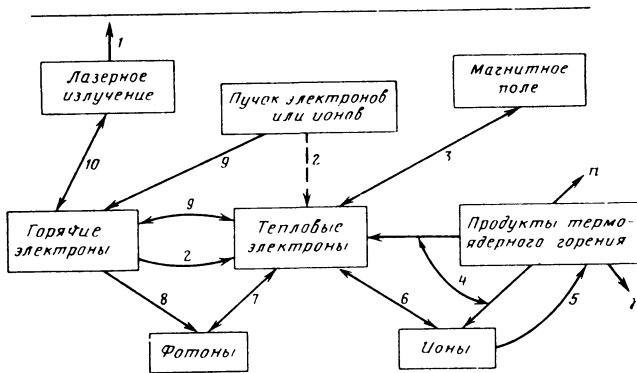 1
Лазерное
излучение
Пучок электронов
или ионов
Магнитное
поле
10
9
2
3
n
Горячие
электроны
9
2
Тепловые
электроны
Продукты термо-
ядерного горения
4
5
γ
8
7
6
Фотоны
Ионы